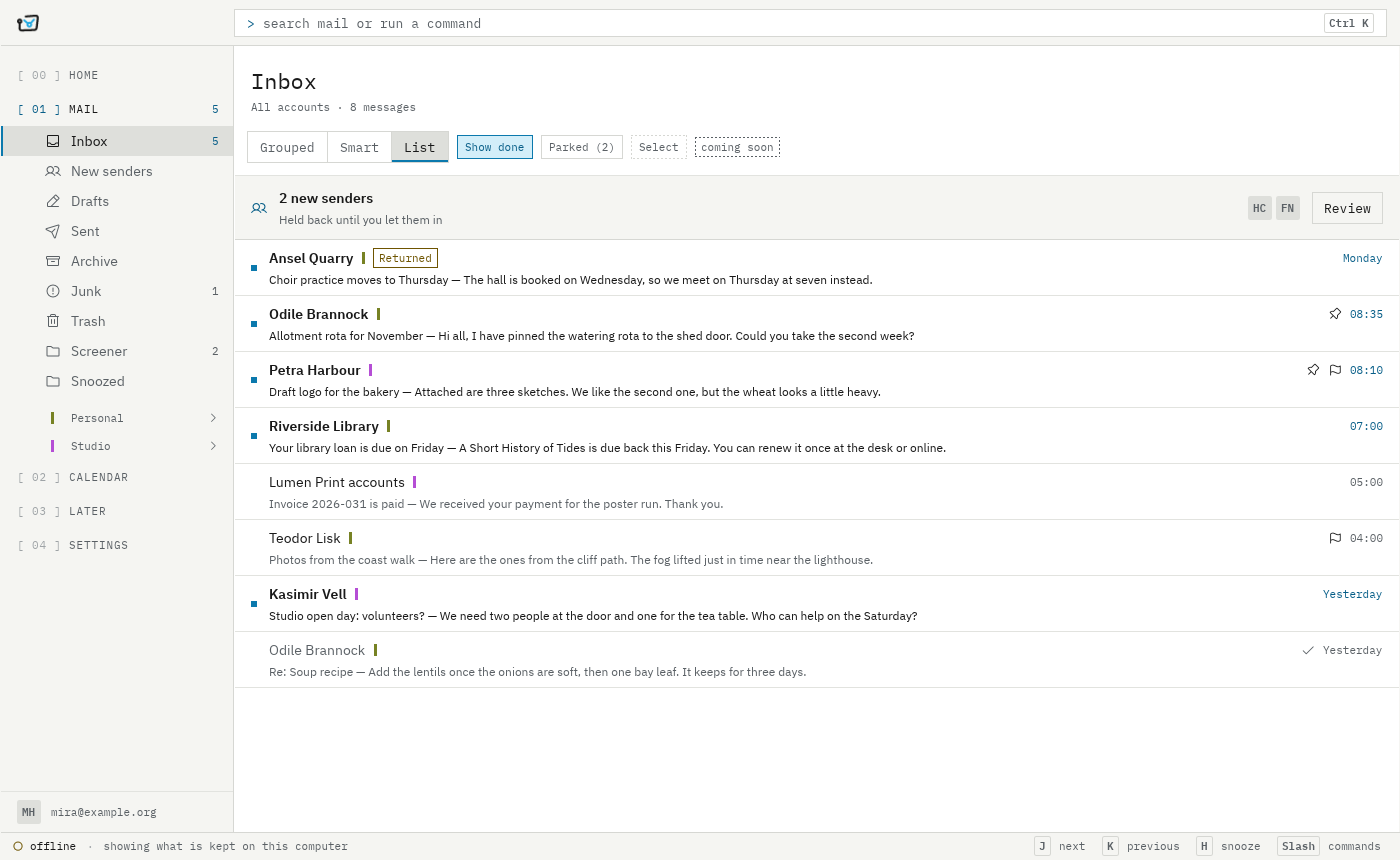 > search mail or run a command Ctrl K
[ 00 ] HOME
[ 01 ] MAIL 5
Inbox 5
New senders
Drafts
Sent
Archive
Junk 1
Trash
Screener 2
Snoozed
Personal
Studio
[ 02 ] CALENDAR
[ 03 ] LATER
[ 04 ] SETTINGS
MH mira@example.org
Inbox
All accounts · 8 messages
Grouped Smart List Show done Parked (2) Select coming soon
2 new senders
Held back until you let them in
HC FN Review
Ansel Quarry Returned Monday
Choir practice moves to Thursday — The hall is booked on Wednesday, so we meet on Thursday at seven instead.
Odile Brannock 08:35
Allotment rota for November — Hi all, I have pinned the watering rota to the shed door. Could you take the second week?
Petra Harbour 08:10
Draft logo for the bakery — Attached are three sketches. We like the second one, but the wheat looks a little heavy.
Riverside Library 07:00
Your library loan is due on Friday — A Short History of Tides is due back this Friday. You can renew it once at the desk or online.
Lumen Print accounts 05:00
Invoice 2026-031 is paid — We received your payment for the poster run. Thank you.
Teodor Lisk 04:00
Photos from the coast walk — Here are the ones from the cliff path. The fog lifted just in time near the lighthouse.
Kasimir Vell Yesterday
Studio open day: volunteers? — We need two people at the door and one for the tea table. Who can help on the Saturday?
Odile Brannock Yesterday
Re: Soup recipe — Add the lentils once the onions are soft, then one bay leaf. It keeps for three days.
offline · showing what is kept on this computer
J next K previous H snooze Slash commands